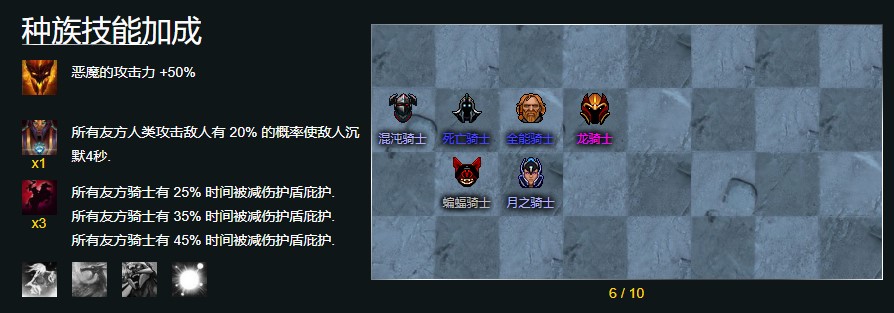 种族技能加成
恶魔的攻击力 +50%
x1
所有友方人类攻击敌人有 20% 的概率使敌人沉
默4秒.
x3
所有友方骑士有 25% 时间被减伤护盾庇护.
所有友方骑士有 35% 时间被减伤护盾庇护.
所有友方骑士有 45% 时间被减伤护盾庇护.
混沌骑士
死亡骑士
全能骑士
龙骑士
蝙蝠骑士
月之骑士
6 / 10